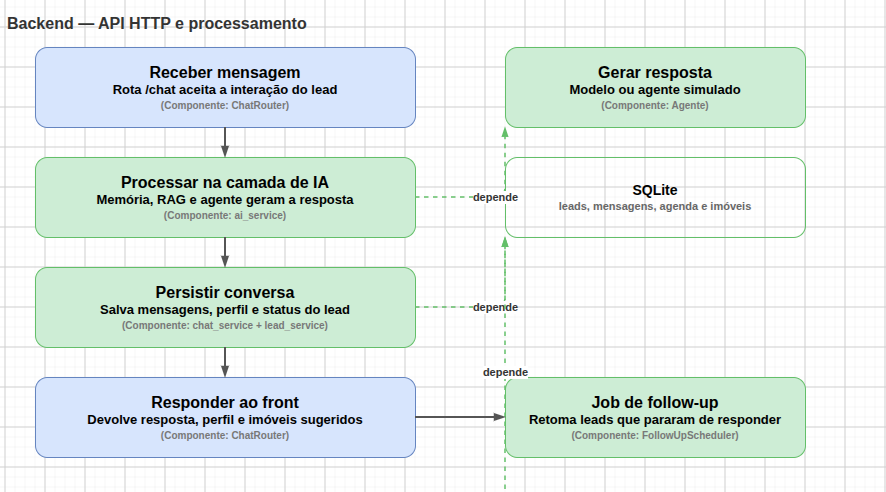 Backend — API HTTP e processamento
Receber mensagem
Rota /chat aceita a interação do lead
(Componente: ChatRouter)
Gerar resposta
Modelo ou agente simulado
(Componente: Agente)
Processar na camada de IA
Memória, RAG e agente geram a resposta
(Componente: ai_service)
depende
SQLite
leads, mensagens, agenda e imóveis
Persistir conversa
Salva mensagens, perfil e status do lead
(Componente: chat_service + lead_service)
depende
depende
Responder ao front
Devolve resposta, perfil e imóveis sugeridos
(Componente: ChatRouter)
Job de follow-up
Retoma leads que pararam de responder
(Componente: FollowUpScheduler)